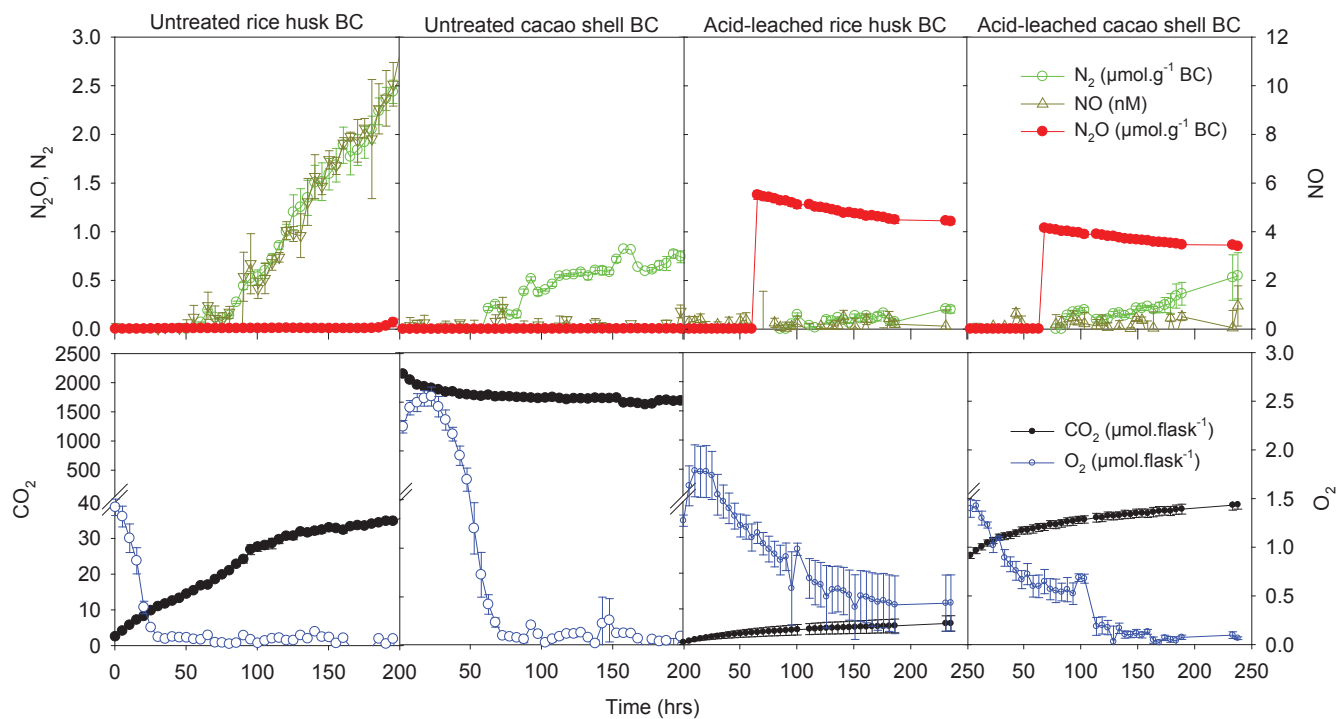 Untreated rice husk BC Untreated cacao shell BC Acid-leached rice husk BC Acid-leached cacao shell BC
3.0
2.5
2.0
1.5
1.0
0.5
0.0
N₂O, N₂
12
10
8
6
4
2
0
NO
N₂ (µmol.g⁻¹ BC)
NO (nM)
N₂O (µmol.g⁻¹ BC)
2500
2000
1500
1000
500
40
30
20
10
0
CO₂
3.0
2.5
2.0
1.5
1.0
0.5
0.0
O₂
CO₂ (µmol.flask⁻¹)
O₂ (µmol.flask⁻¹)
0 50 100 150 200 50 100 150 200 50 100 150 200 250 50 100 150 200 250
Time (hrs)